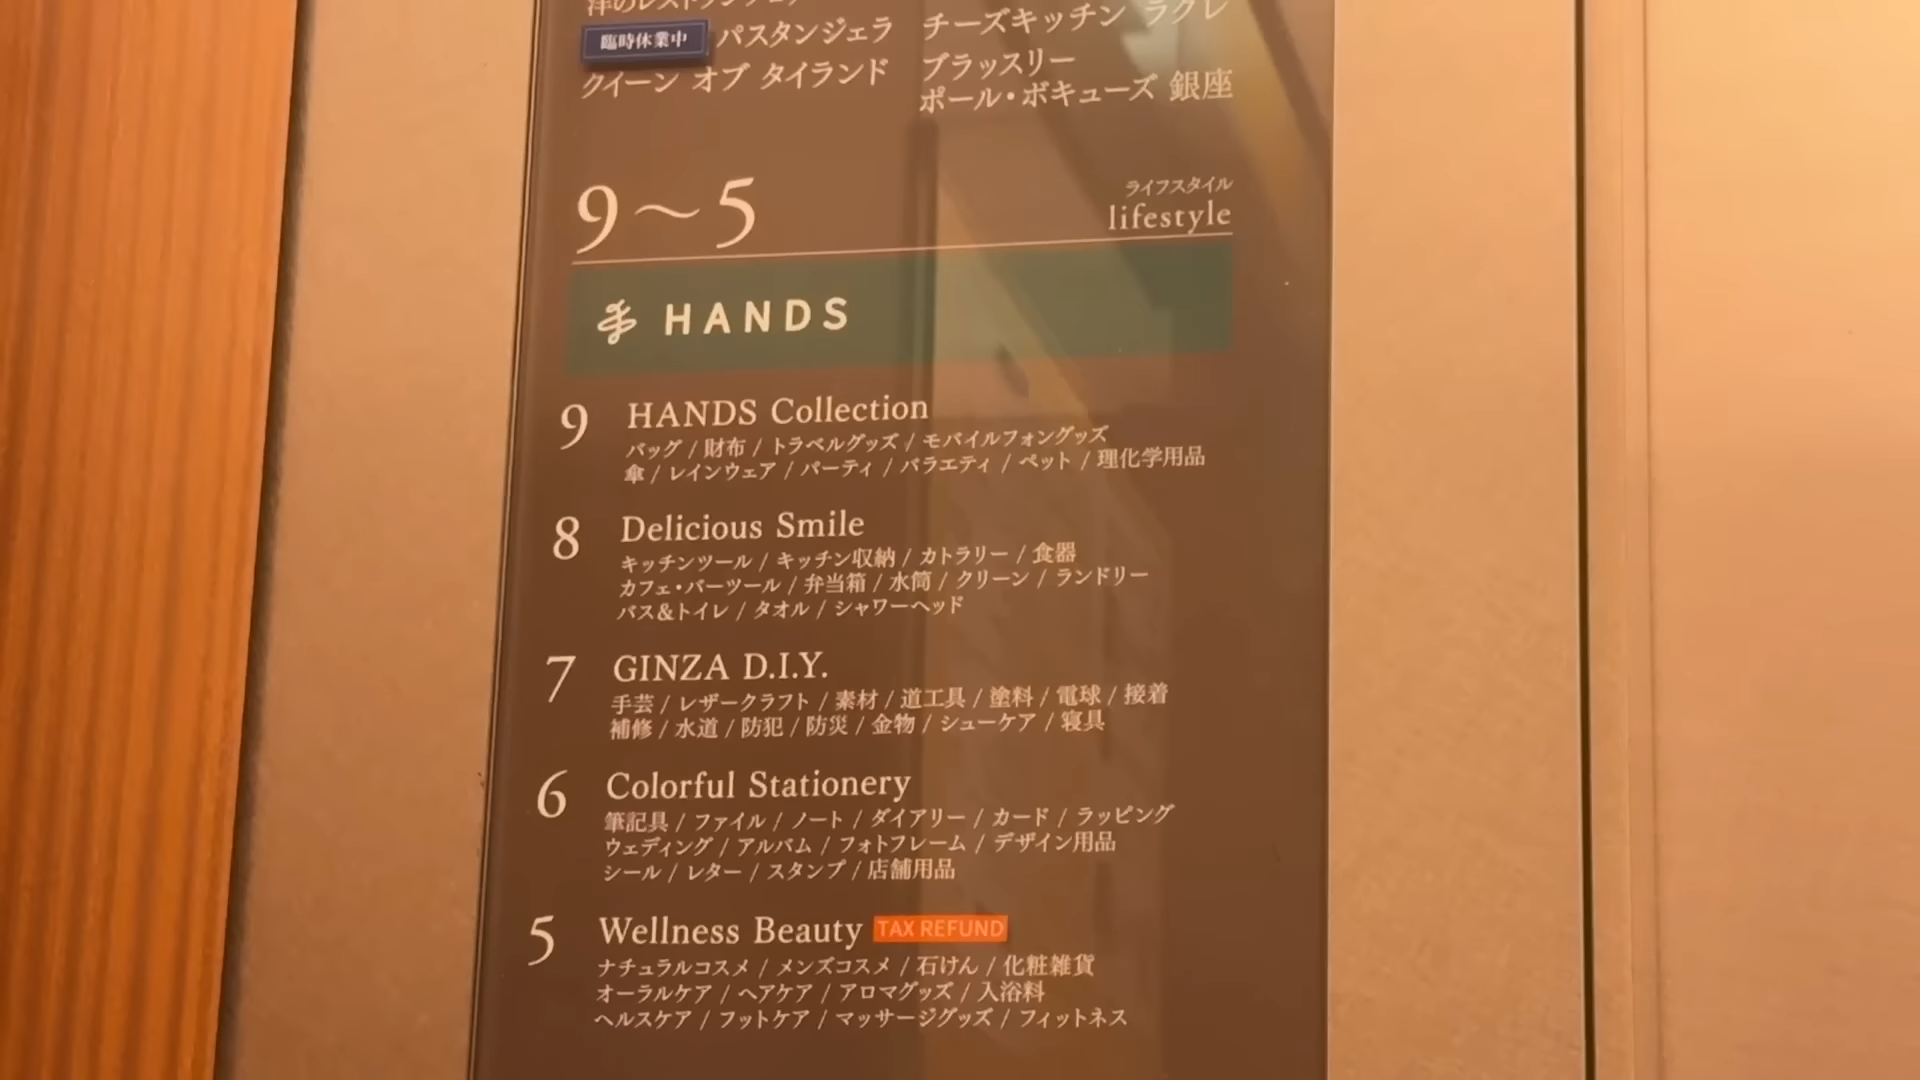 洋のレストランフロア
臨時休業中 パスタンジェラ
クイーン オブ タイランド
チーズキッチン ラクレ
ブラッスリー
ポール・ボキューズ 銀座
9～5
ライフスタイル
lifestyle
HANDS
9 HANDS Collection
バッグ / 財布 / トラベルグッズ / モバイルフォングッズ
傘 / レインウェア / パーティ / バラエティ / ペット / 理化学用品
8 Delicious Smile
キッチンツール / キッチン収納 / カトラリー / 食器
カフェ・バーツール / 弁当箱 / 水筒 / クリーン / ランドリー
バス&トイレ / タオル / シャワーヘッド
7 GINZA D.I.Y.
手芸 / レザークラフト / 素材 / 道工具 / 塗料 / 電球 / 接着
補修 / 水道 / 防犯 / 防災 / 金物 / シューケア / 寝具
6 Colorful Stationery
筆記具 / ファイル / ノート / ダイアリー / カード / ラッピング
ウェディング / アルバム / フォトフレーム / デザイン用品
シール / レター / スタンプ / 店舗用品
5 Wellness Beauty TAX REFUND
ナチュラルコスメ / メンズコスメ / 石けん / 化粧雑貨
オーラルケア / ヘアケア / アロマグッズ / 入浴料
ヘルスケア / フットケア / マッサージグッズ / フィットネス